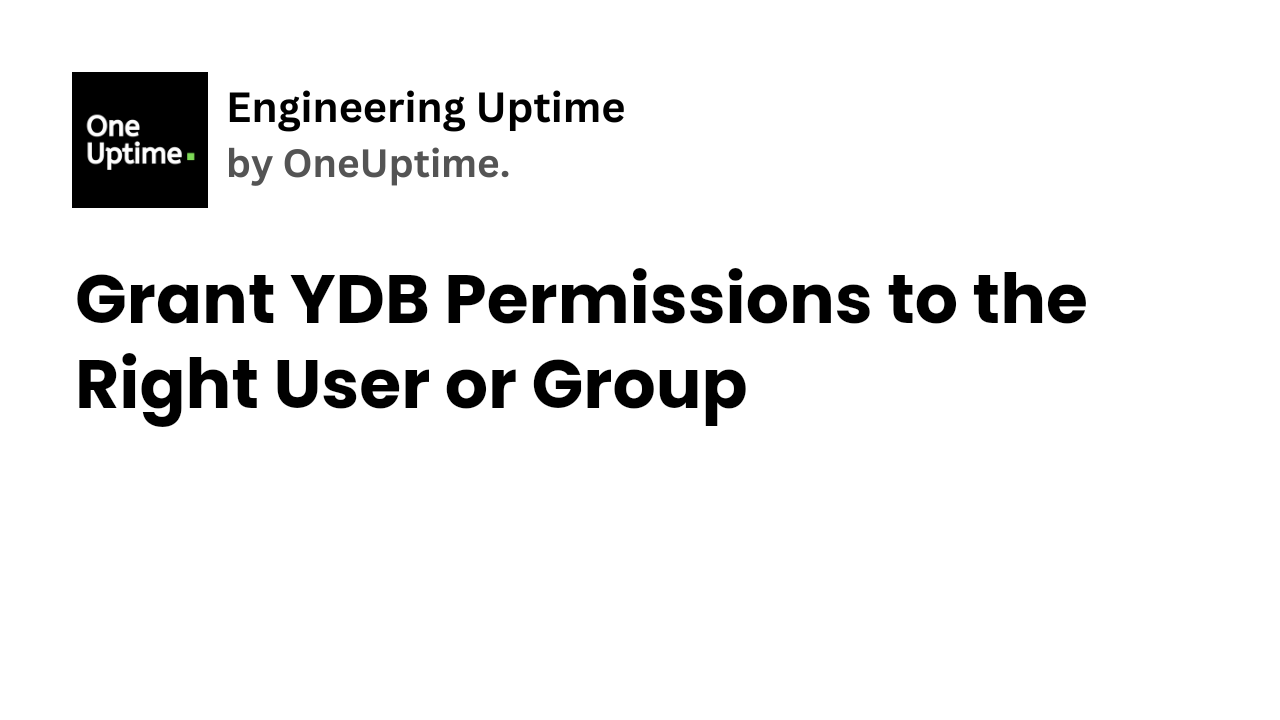 One
Uptime
Engineering Uptime
by OneUptime.
Grant YDB Permissions to the
Right User or Group